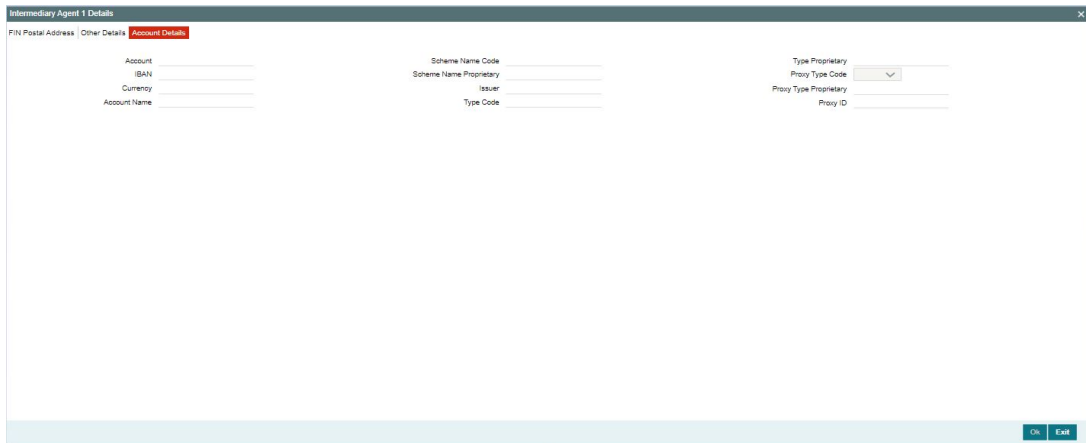 Intermediary Agent 1 Details ×
FIN Postal Address Other Details Account Details
Account Scheme Name Code Type Proprietary
IBAN Scheme Name Proprietary Proxy Type Code
Currency Issuer Proxy Type Proprietary
Account Name Type Code Proxy ID
Ok Exit